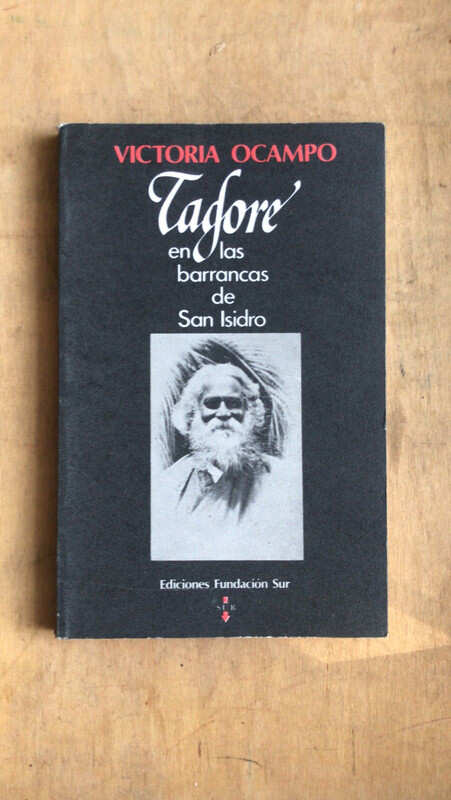 VICTORIA OCAMPO
Tagore
en las
barrancas
de
San Isidro
Ediciones Fundación Sur
SUR